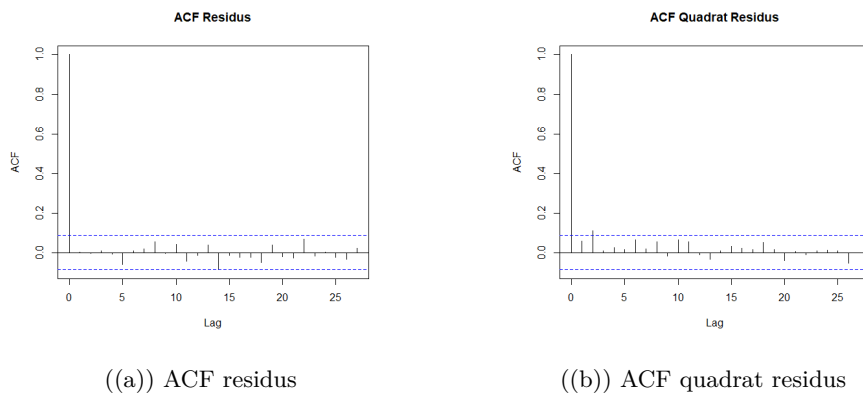 ACF Residus
ACF
1.0
0.8
0.6
0.4
0.2
0.0
0 5 10 15 20 25
Lag
((a)) ACF residus
ACF Quadrat Residus
ACF
1.0
0.8
0.6
0.4
0.2
0.0
0 5 10 15 20 25
Lag
((b)) ACF quadrat residus